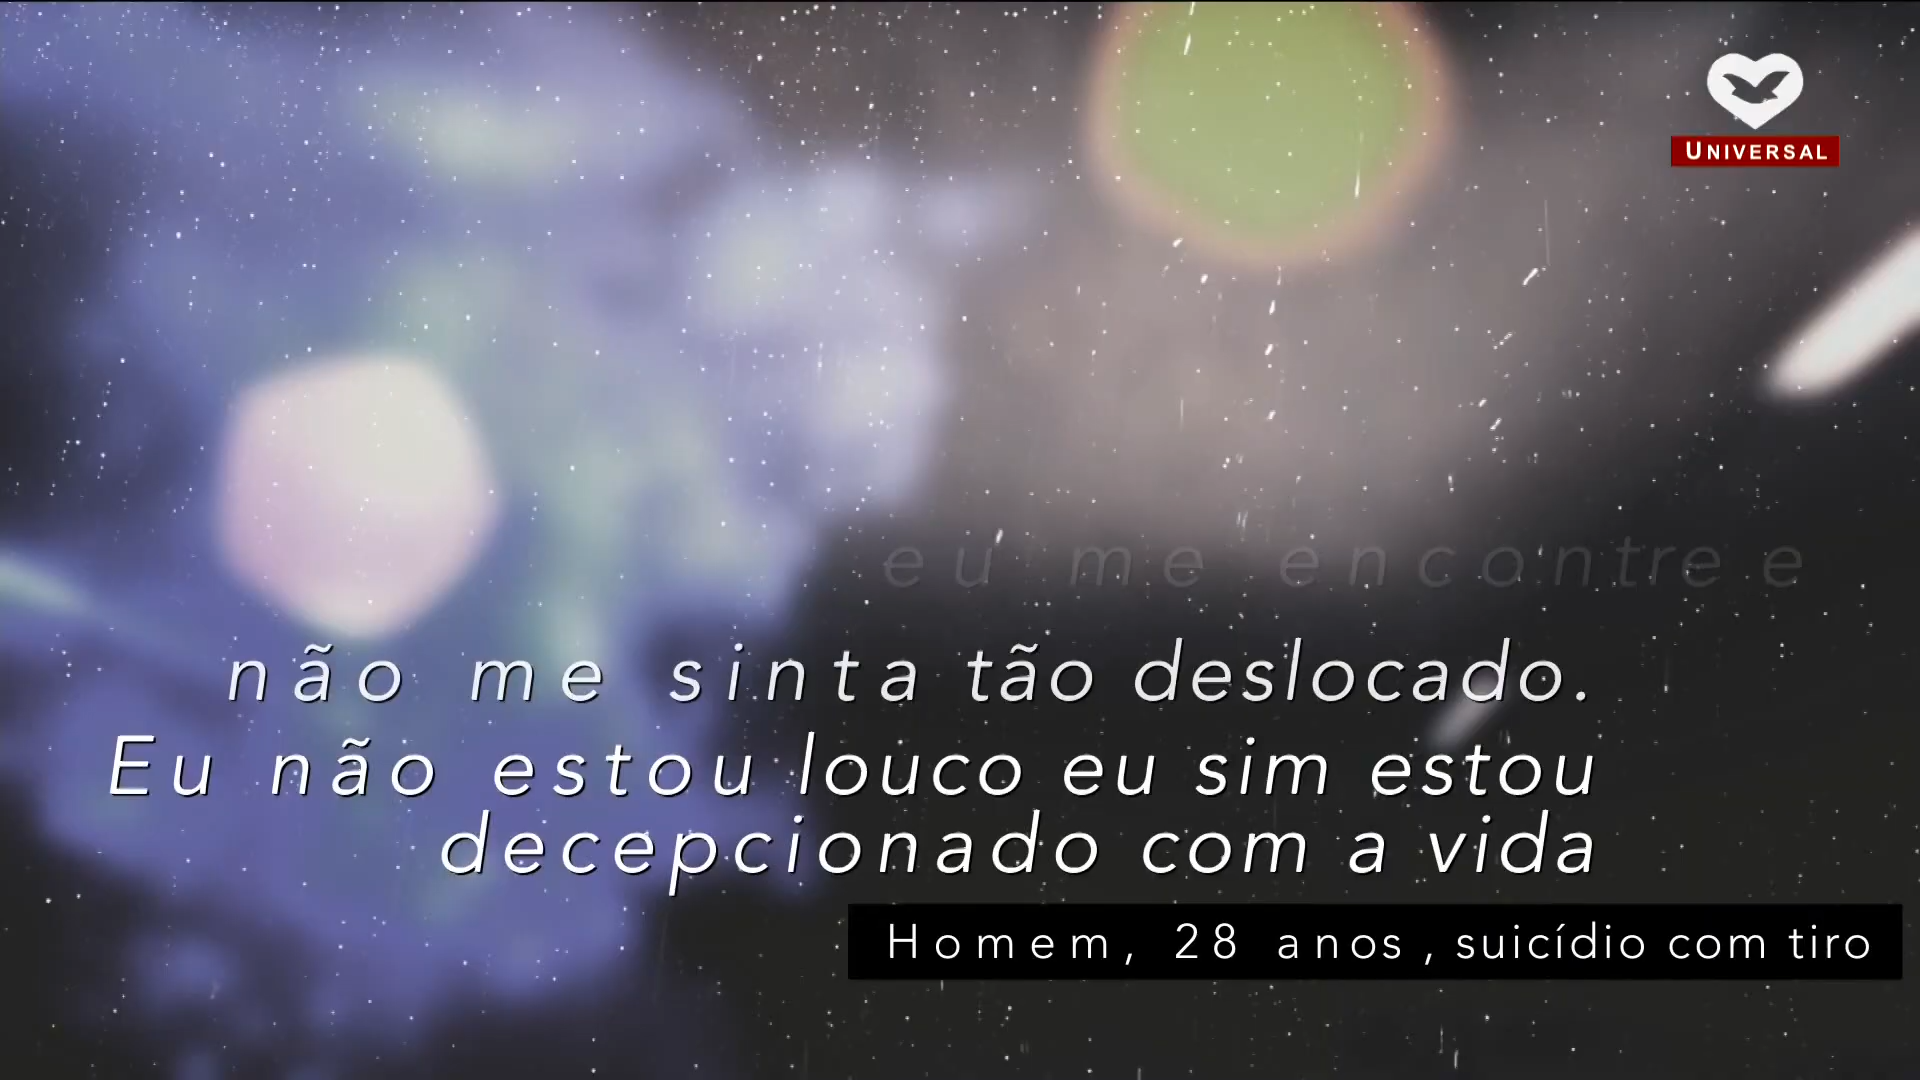 UNIVERSAL
eu me encontre e
não me sinta tão deslocado.
Eu não estou louco eu sim estou
decepcionado com a vida
Homem, 28 anos, suicídio com tiro